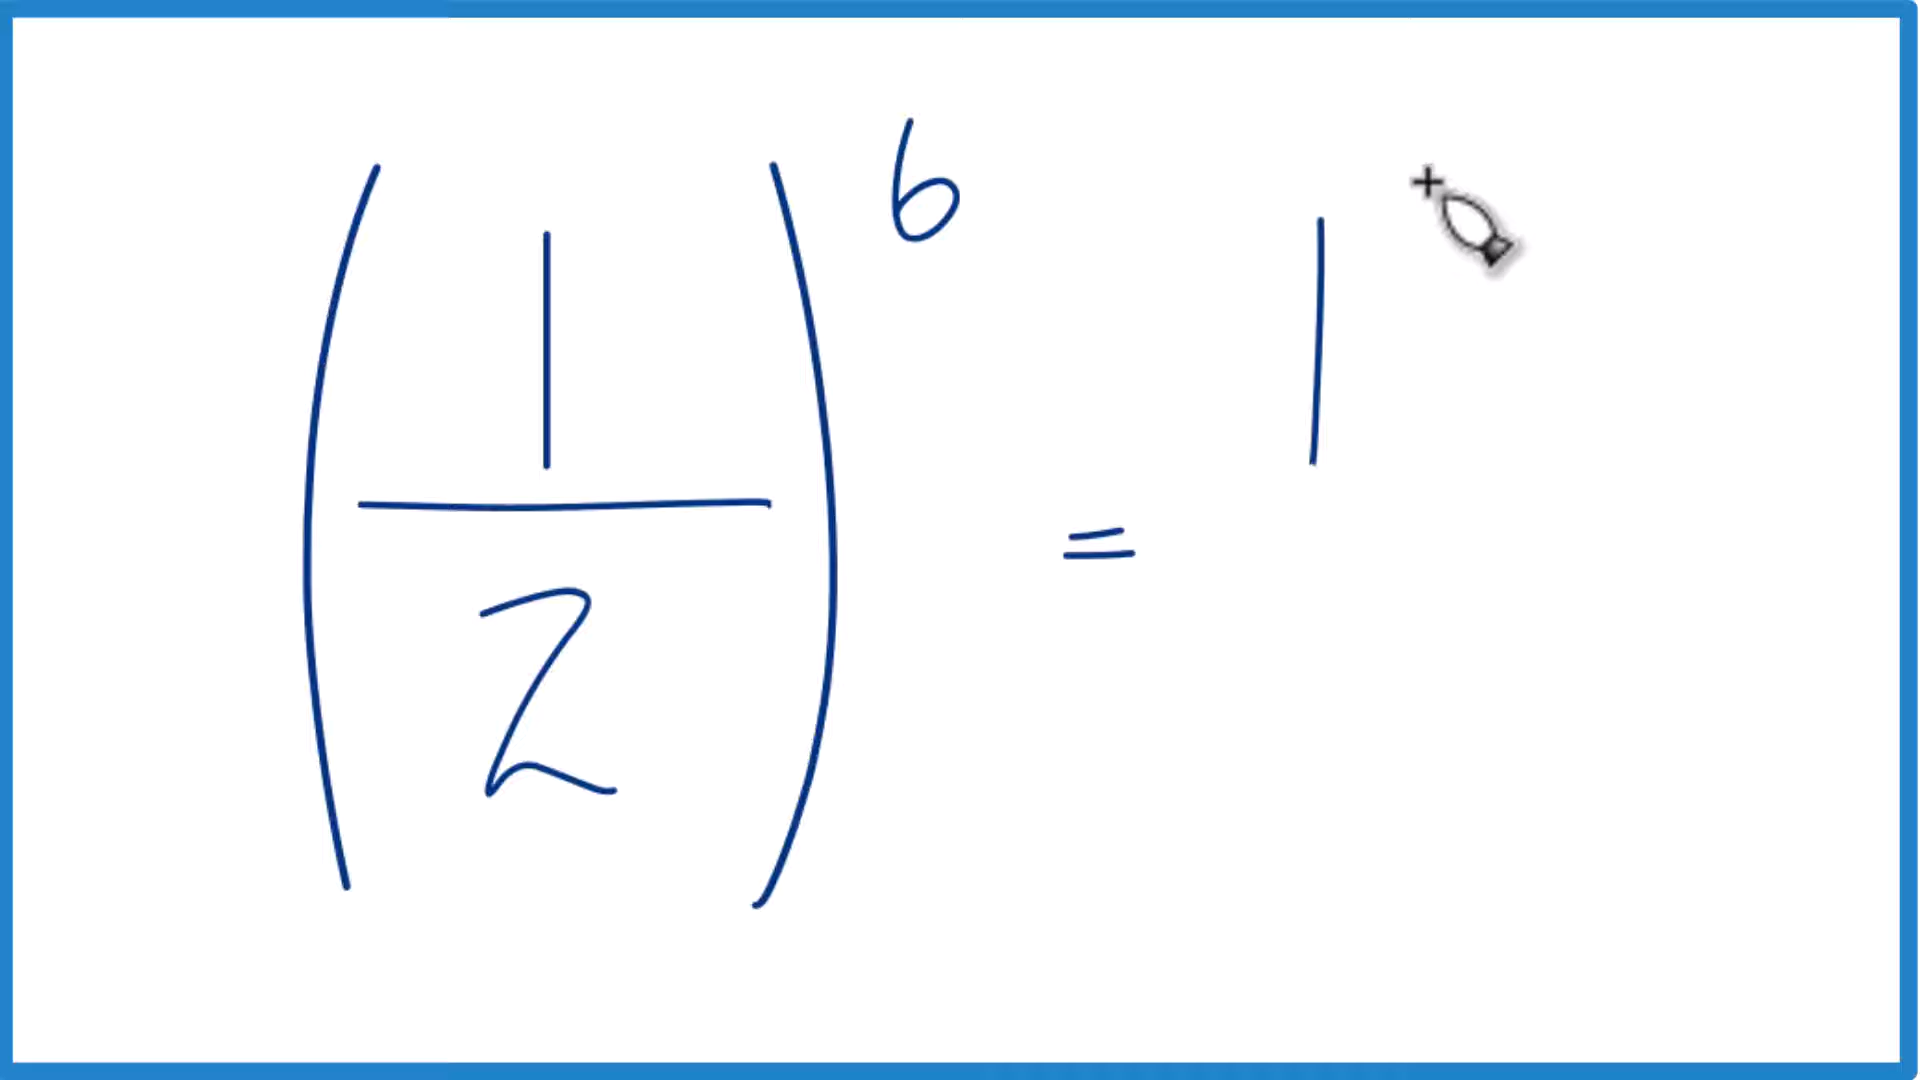 (1/2)^6 = 1